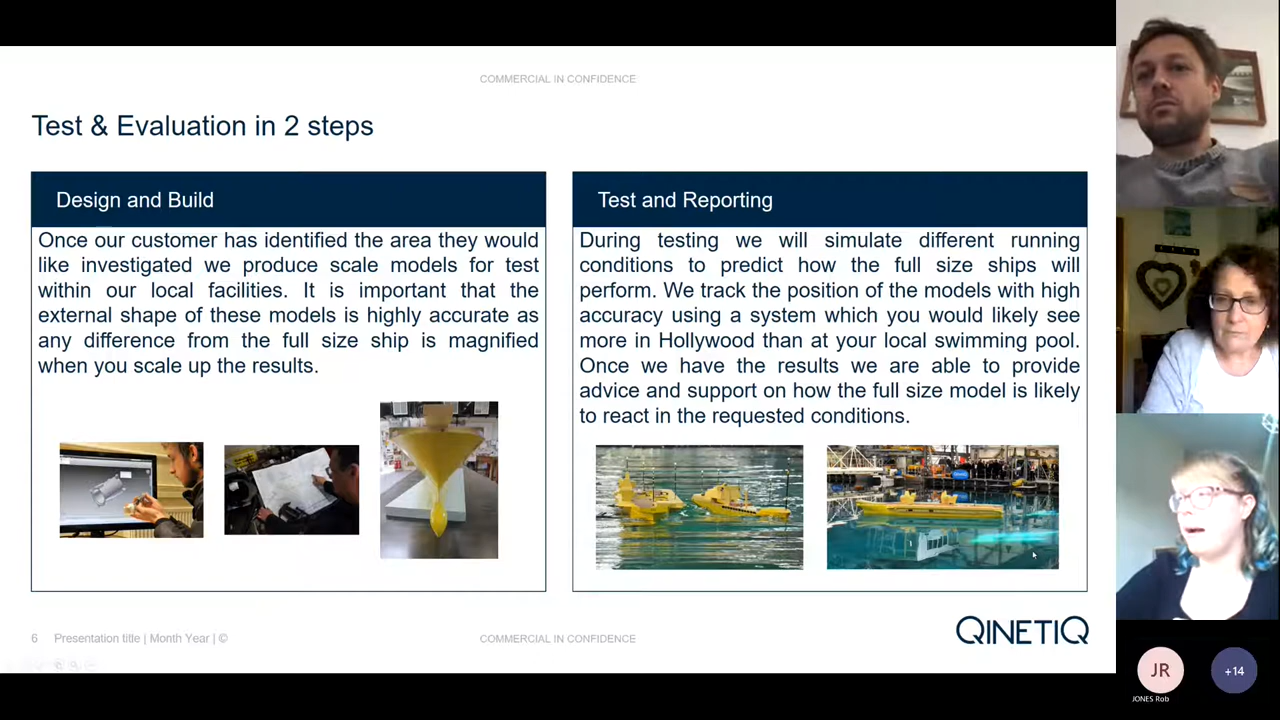 COMMERCIAL IN CONFIDENCE
Test & Evaluation in 2 steps
Design and Build
Once our customer has identified the area they would
like investigated we produce scale models for test
within our local facilities. It is important that the
external shape of these models is highly accurate as
any difference from the full size ship is magnified
when you scale up the results.
Test and Reporting
During testing we will simulate different running
conditions to predict how the full size ships will
perform. We track the position of the models with high
accuracy using a system which you would likely see
more in Hollywood than at your local swimming pool.
Once we have the results we are able to provide
advice and support on how the full size model is likely
to react in the requested conditions.
6 Presentation title | Month Year | ©
COMMERCIAL IN CONFIDENCE
QINETIQ
JR
+14
JONES Rob